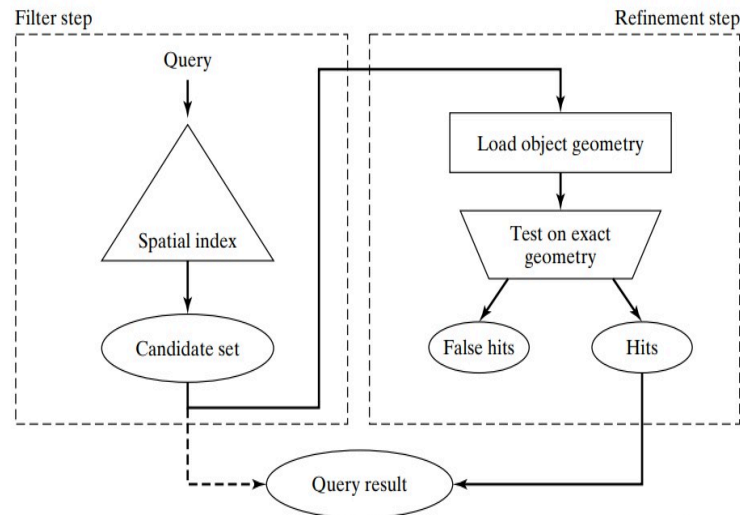 Filter step
Refinement step
Query
Load object geometry
Spatial index
Test on exact
geometry
Candidate set
False hits
Hits
Query result